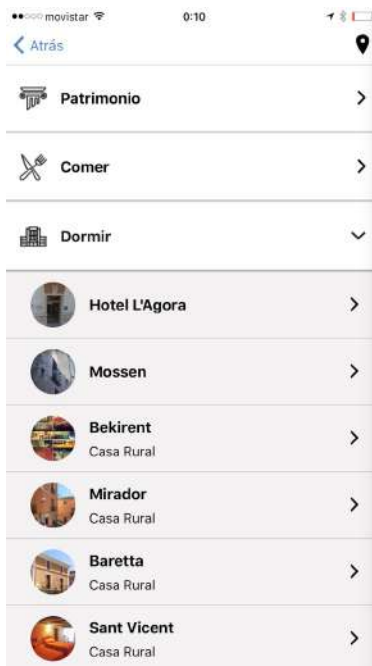 movistar 0:10
Atrás
Patrimonio
Comer
Dormir
Hotel L'Agora
Mossen
Bekirent
Casa Rural
Mirador
Casa Rural
Baretta
Casa Rural
Sant Vicent
Casa Rural